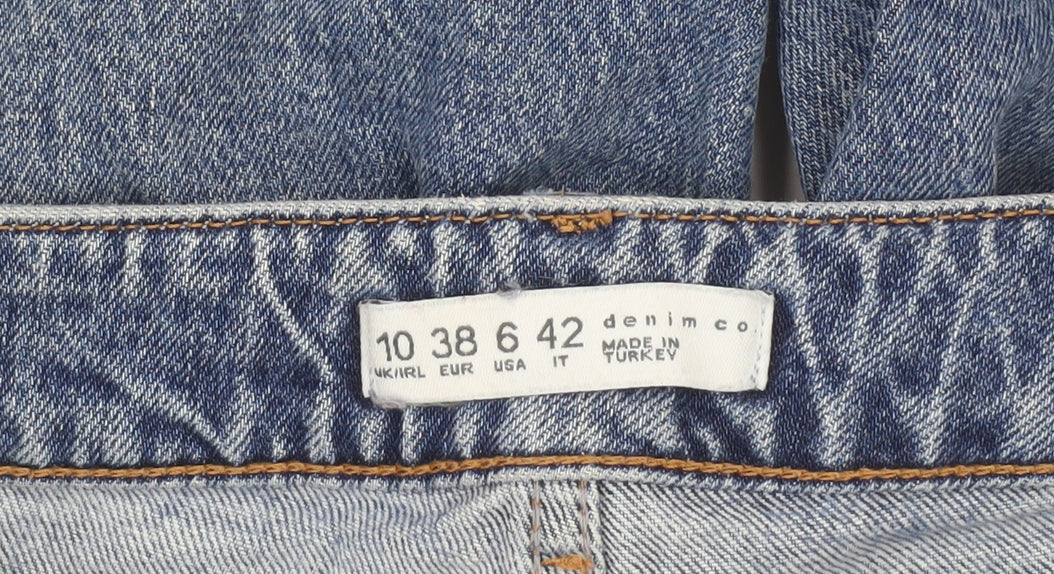 10 38 6 42 denim co.
UK/IRL EUR USA IT MADE IN
TURKEY